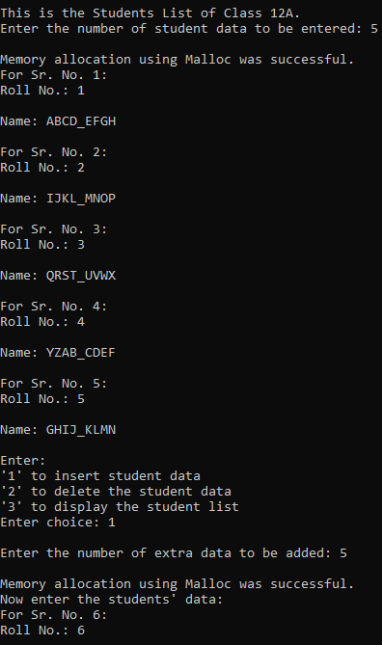 This is the Students List of Class 12A.
Enter the number of student data to be entered: 5
Memory allocation using Malloc was successful.
For Sr. No. 1:
Roll No.: 1
Name: ABCD_EFGH
For Sr. No. 2:
Roll No.: 2
Name: IJKL_MNOP
For Sr. No. 3:
Roll No.: 3
Name: QRST_UVWX
For Sr. No. 4:
Roll No.: 4
Name: YZAB_CDEF
For Sr. No. 5:
Roll No.: 5
Name: GHIJ_KLMN
Enter:
'1' to insert student data
'2' to delete the student data
'3' to display the student list
Enter choice: 1
Enter the number of extra data to be added: 5
Memory allocation using Malloc was successful.
Now enter the students' data:
For Sr. No. 6:
Roll No.: 6